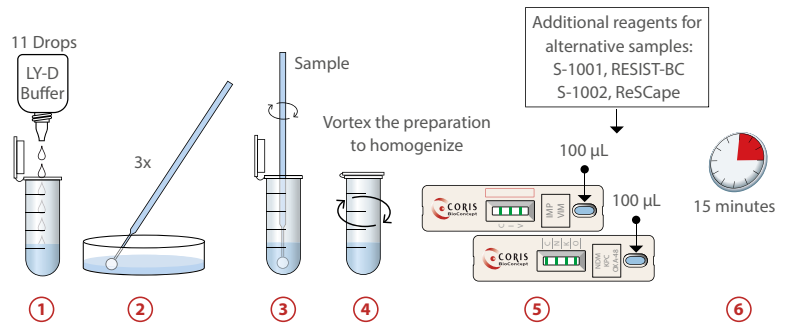 11 Drops
LY-D
Buffer
3x
Sample
Vortex the preparation
to homogenize
Additional reagents for
alternative samples:
S-1001, RESIST-BC
S-1002, ReSCape
100 µL
100 µL
CORIS
BioConcept
C I V
IMP
VIM
CORIS
BioConcept
C N K O
NDM
KPC
OXA-48
15 minutes
1
2
3
4
5
6